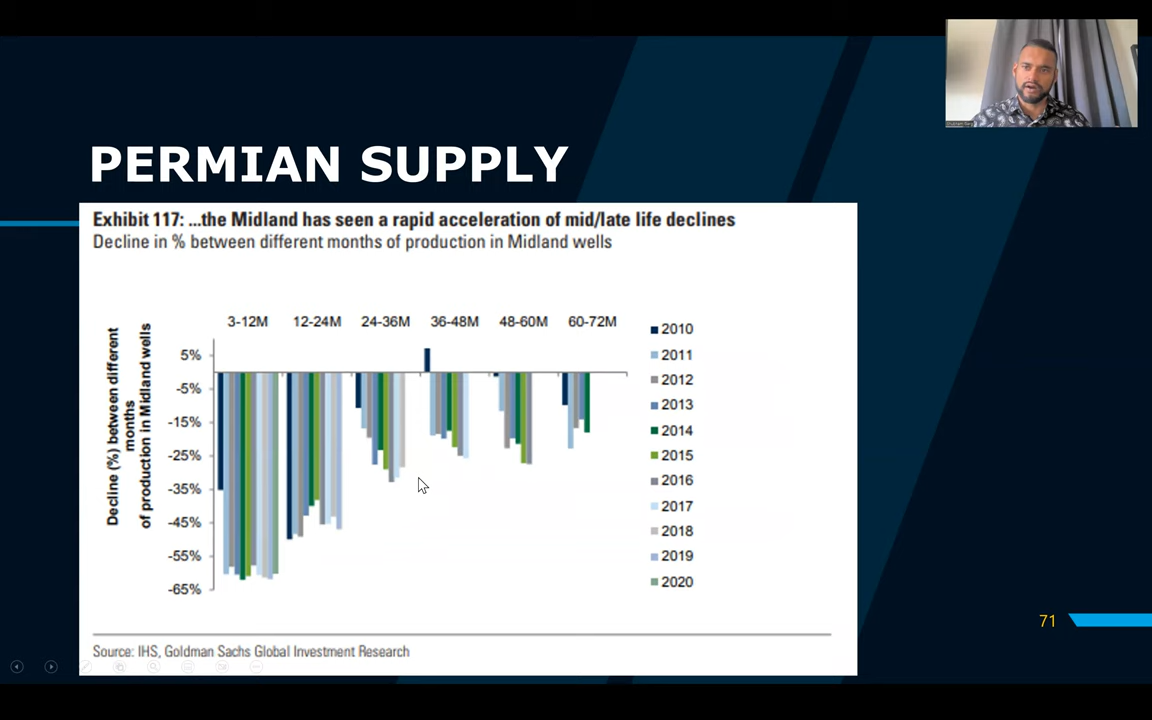 PERMIAN SUPPLY
Exhibit 117: ...the Midland has seen a rapid acceleration of mid/late life declines
Decline in % between different months of production in Midland wells
Decline (%) between different
months
of production in Midland wells
3-12M 12-24M 24-36M 36-48M 48-60M 60-72M
5%
-5%
-15%
-25%
-35%
-45%
-55%
-65%
2010
2011
2012
2013
2014
2015
2016
2017
2018
2019
2020
Source: IHS, Goldman Sachs Global Investment Research
71